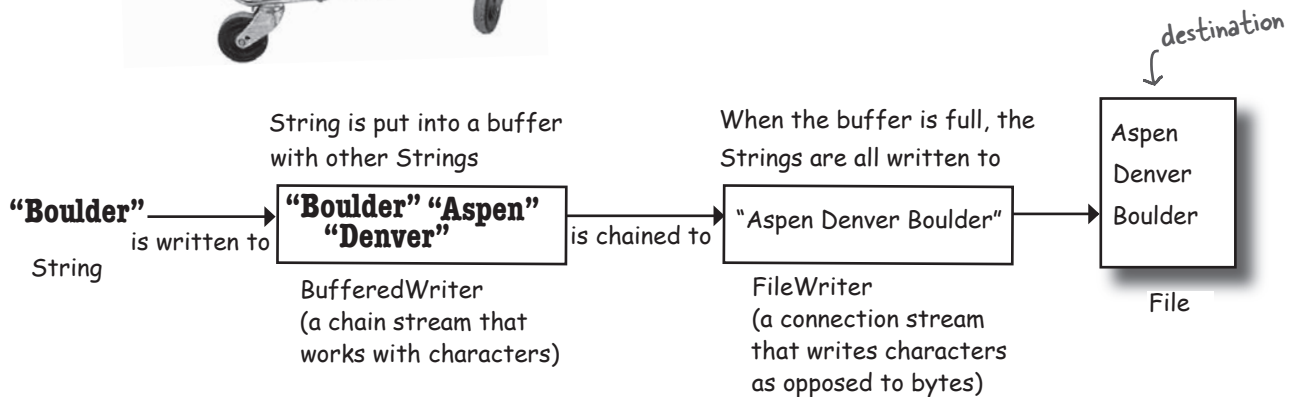 destination
String is put into a buffer
with other Strings
When the buffer is full, the
Strings are all written to
“Boulder”
is written to
String
“Boulder” “Aspen”
“Denver”
is chained to
BufferedWriter
(a chain stream that
works with characters)
“Aspen Denver Boulder”
FileWriter
(a connection stream
that writes characters
as opposed to bytes)
Aspen
Denver
Boulder
File